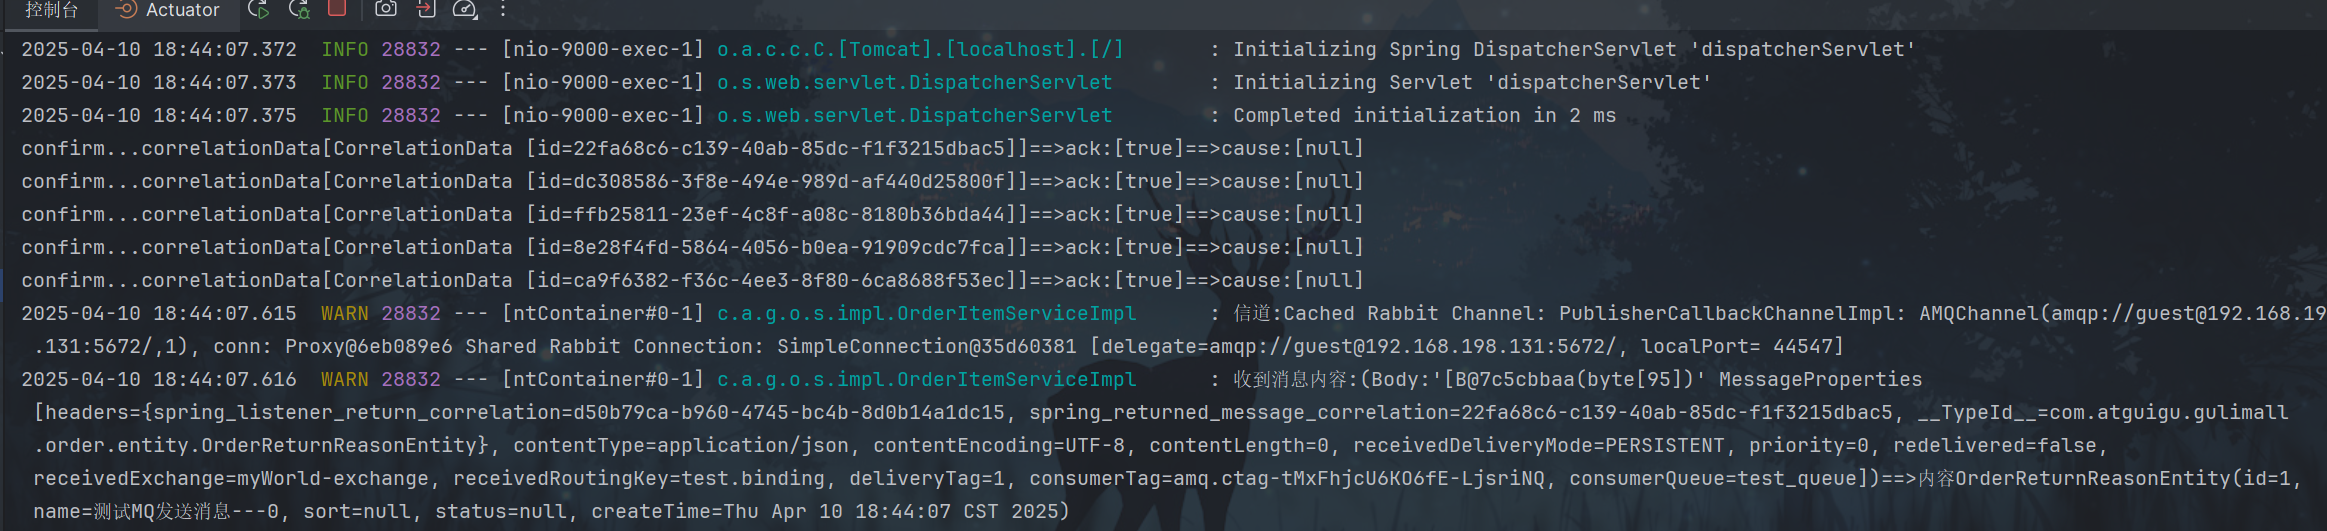 控制台 Actuator
2025-04-10 18:44:07.372  INFO 28832 --- [nio-9000-exec-1] o.a.c.c.C.[Tomcat].[localhost].[/]       : Initializing Spring DispatcherServlet 'dispatcherServlet'
2025-04-10 18:44:07.373  INFO 28832 --- [nio-9000-exec-1] o.s.web.servlet.DispatcherServlet        : Initializing Servlet 'dispatcherServlet'
2025-04-10 18:44:07.375  INFO 28832 --- [nio-9000-exec-1] o.s.web.servlet.DispatcherServlet        : Completed initialization in 2 ms
confirm...correlationData[CorrelationData [id=22fa68c6-c139-40ab-85dc-f1f3215dbac5]]==>ack:[true]==>cause:[null]
confirm...correlationData[CorrelationData [id=dc308586-3f8e-494e-989d-af440d25800f]]==>ack:[true]==>cause:[null]
confirm...correlationData[CorrelationData [id=ffb25811-23ef-4c8f-a08c-8180b36bda44]]==>ack:[true]==>cause:[null]
confirm...correlationData[CorrelationData [id=8e28f4fd-5864-4056-b0ea-91909cdc7fca]]==>ack:[true]==>cause:[null]
confirm...correlationData[CorrelationData [id=ca9f6382-f36c-4ee3-8f80-6ca8688f53ec]]==>ack:[true]==>cause:[null]
2025-04-10 18:44:07.615  WARN 28832 --- [ntContainer#0-1] c.a.g.o.s.impl.OrderItemServiceImpl      : 信道:Cached Rabbit Channel: PublisherCallbackChannelImpl: AMQChannel(amqp://guest@192.168.19
.131:5672/,1), conn: Proxy@6eb089e6 Shared Rabbit Connection: SimpleConnection@35d60381 [delegate=amqp://guest@192.168.198.131:5672/, localPort= 44547]
2025-04-10 18:44:07.616  WARN 28832 --- [ntContainer#0-1] c.a.g.o.s.impl.OrderItemServiceImpl      : 收到消息内容:(Body:'[B@7c5cbbaa(byte[95])' MessageProperties
[headers={spring_listener_return_correlation=d50b79ca-b960-4745-bc4b-8d0b14a1dc15, spring_returned_message_correlation=22fa68c6-c139-40ab-85dc-f1f3215dbac5, __TypeId__=com.atguigu.gulimall
.order.entity.OrderReturnReasonEntity}, contentType=application/json, contentEncoding=UTF-8, contentLength=0, receivedDeliveryMode=PERSISTENT, priority=0, redelivered=false,
receivedExchange=myWorld-exchange, receivedRoutingKey=test.binding, deliveryTag=1, consumerTag=amq.ctag-tMxFhjcU6KO6fE-LjsriNQ, consumerQueue=test_queue])==>内容OrderReturnReasonEntity(id=1,
name=测试MQ发送消息---0, sort=null, status=null, createTime=Thu Apr 10 18:44:07 CST 2025)